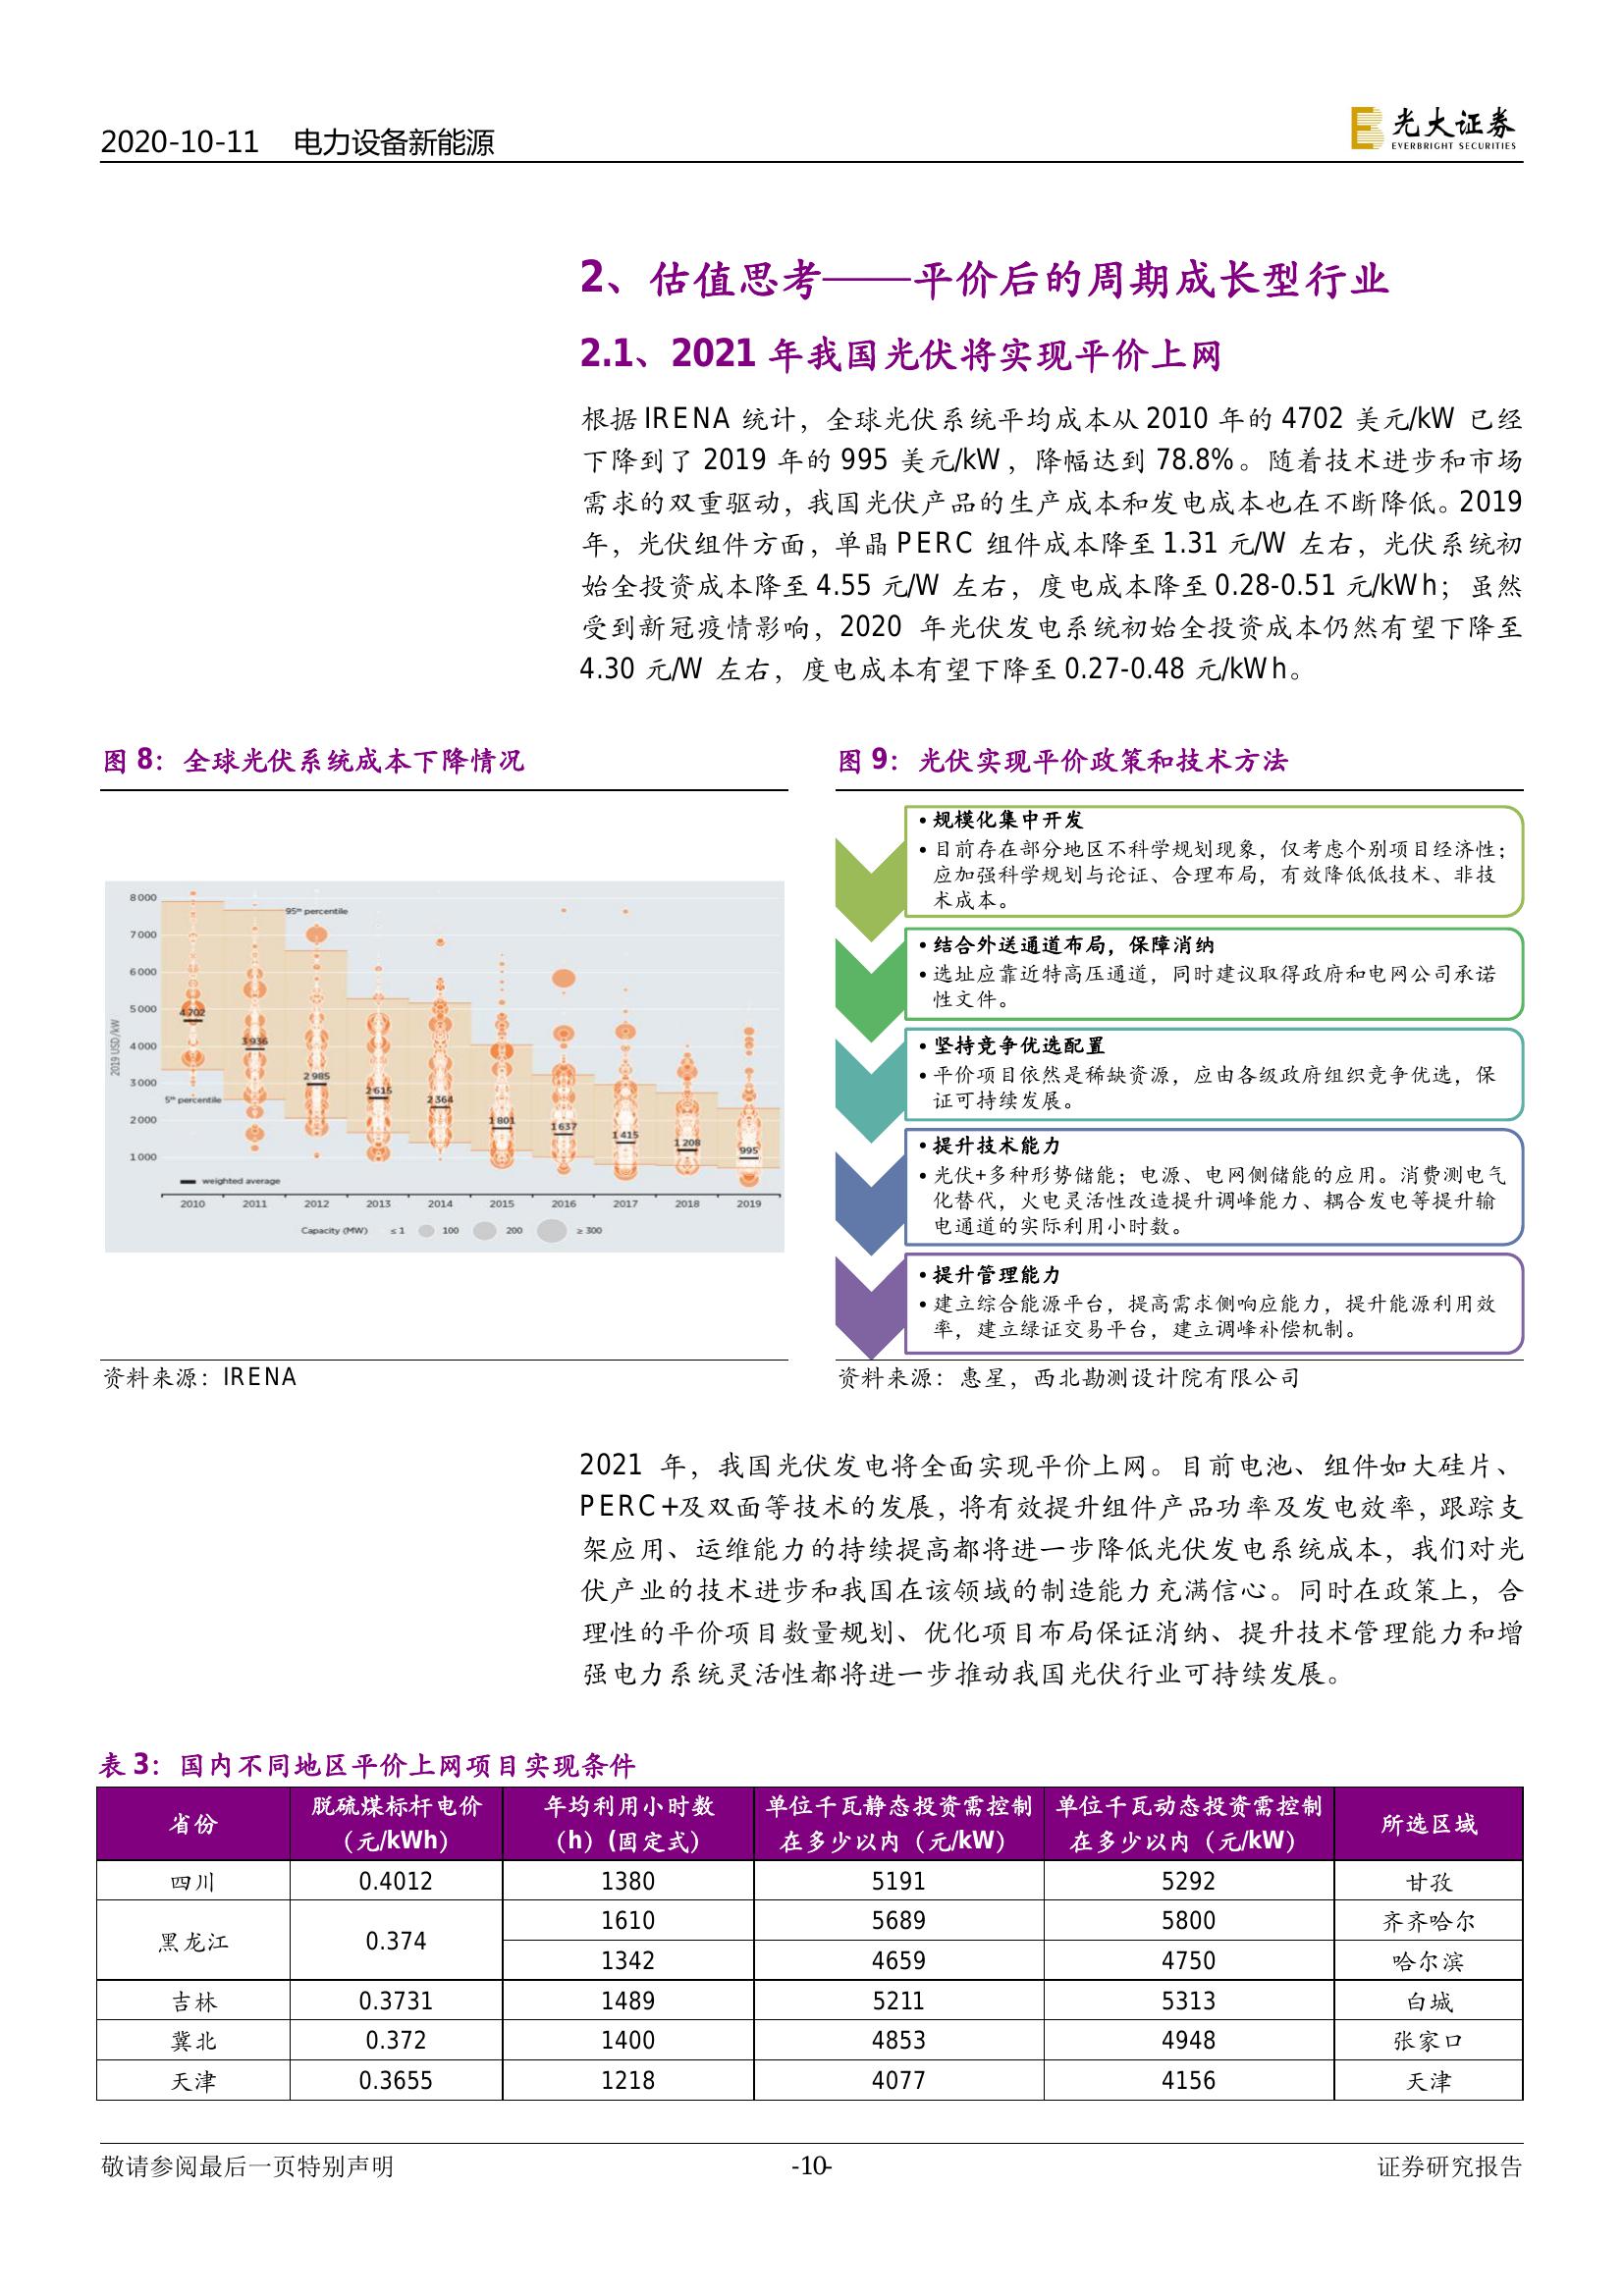 2020-10-11 电力设备新能源
光大证券
EVERBRIGHT SECURITIES
2、估值思考——平价后的周期成长型行业
2.1、2021 年我国光伏将实现平价上网
根据 IRENA 统计，全球光伏系统平均成本从 2010 年的 4702 美元/kW 已经
下降到了 2019 年的 995 美元/kW，降幅达到 78.8%。随着技术进步和市场
需求的双重驱动，我国光伏产品的生产成本和发电成本也在不断降低。2019
年，光伏组件方面，单晶 PERC 组件成本降至 1.31 元/W 左右，光伏系统初
始全投资成本降至 4.55 元/W 左右，度电成本降至 0.28-0.51 元/kWh；虽然
受到新冠疫情影响，2020 年光伏发电系统初始全投资成本仍然有望下降至
4.30 元/W 左右，度电成本有望下降至 0.27-0.48 元/kWh。
图 8：全球光伏系统成本下降情况
8 000
7 000
6 000
5 000
4 000
3 000
2 000
1 000
2019 USD/kW
95th percentile
5th percentile
4 702
3 936
2 985
2 615
2 364
1 801
1 637
1 415
1 208
995
weighted average
2010 2011 2012 2013 2014 2015 2016 2017 2018 2019
Capacity (MW) ≤ 1 100 200 ≥ 300
资料来源：IRENA
图 9：光伏实现平价政策和技术方法
• 规模化集中开发
• 目前存在部分地区不科学规划现象，仅考虑个别项目经济性；
应加强科学规划与论证、合理布局，有效降低低技术、非技
术成本。
• 结合外送通道布局，保障消纳
• 选址应靠近特高压通道，同时建议取得政府和电网公司承诺
性文件。
• 坚持竞争优选配置
• 平价项目依然是稀缺资源，应由各级政府组织竞争优选，保
证可持续发展。
• 提升技术能力
• 光伏+多种形势储能；电源、电网侧储能的应用。消费测电气
化替代，火电灵活性改造提升调峰能力、耦合发电等提升输
电通道的实际利用小时数。
• 提升管理能力
• 建立综合能源平台，提高需求侧响应能力，提升能源利用效
率，建立绿证交易平台，建立调峰补偿机制。
资料来源：惠星，西北勘测设计院有限公司
2021 年，我国光伏发电将全面实现平价上网。目前电池、组件如大硅片、
PERC+及双面等技术的发展，将有效提升组件产品功率及发电效率，跟踪支
架应用、运维能力的持续提高都将进一步降低光伏发电系统成本，我们对光
伏产业的技术进步和我国在该领域的制造能力充满信心。同时在政策上，合
理性的平价项目数量规划、优化项目布局保证消纳、提升技术管理能力和增
强电力系统灵活性都将进一步推动我国光伏行业可持续发展。
表 3：国内不同地区平价上网项目实现条件
省份 脱硫煤标杆电价（元/kWh） 年均利用小时数（h）(固定式) 单位千瓦静态投资需控制在多少以内（元/kW） 单位千瓦动态投资需控制在多少以内（元/kW） 所选区域
四川 0.4012 1380 5191 5292 甘孜
黑龙江 0.374 1610 5689 5800 齐齐哈尔
1342 4659 4750 哈尔滨
吉林 0.3731 1489 5211 5313 白城
冀北 0.372 1400 4853 4948 张家口
天津 0.3655 1218 4077 4156 天津
敬请参阅最后一页特别声明 -10- 证券研究报告